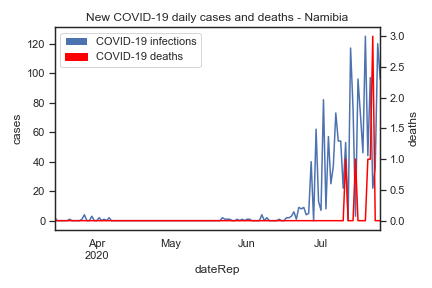 New COVID-19 daily cases and deaths - Namibia
COVID-19 infections
COVID-19 deaths
120
100
80
60
40
20
0
cases
3.0
2.5
2.0
1.5
1.0
0.5
0.0
deaths
Apr
2020
May
Jun
Jul
dateRep